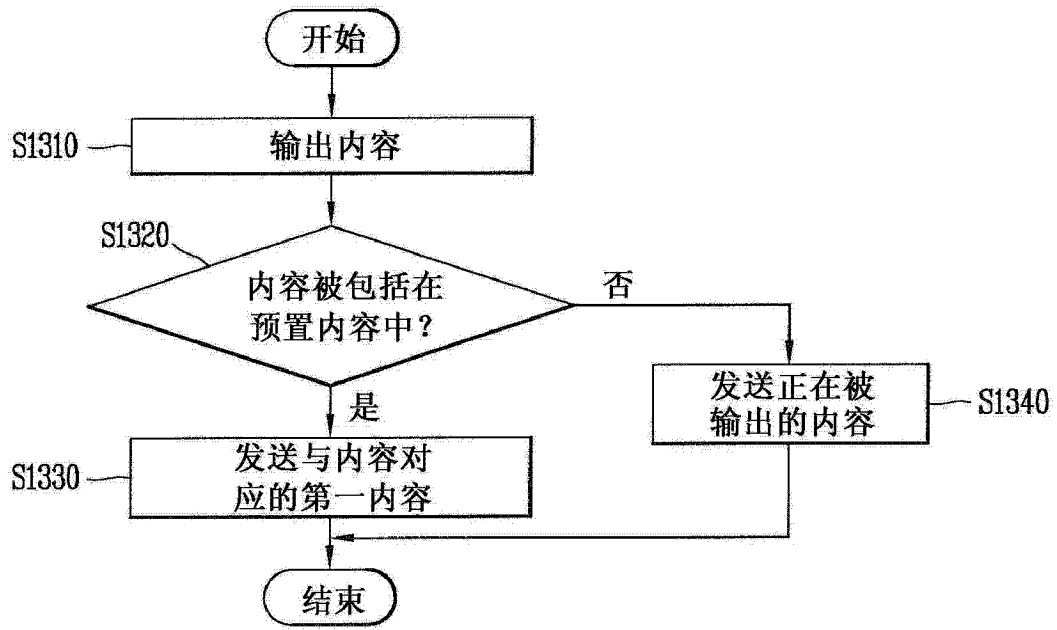 开始
S1310
输出内容
S1320
内容被包括在
预置内容中?
否
是
发送正在被
输出的内容
S1340
S1330
发送与内容对
应的第一内容
结束